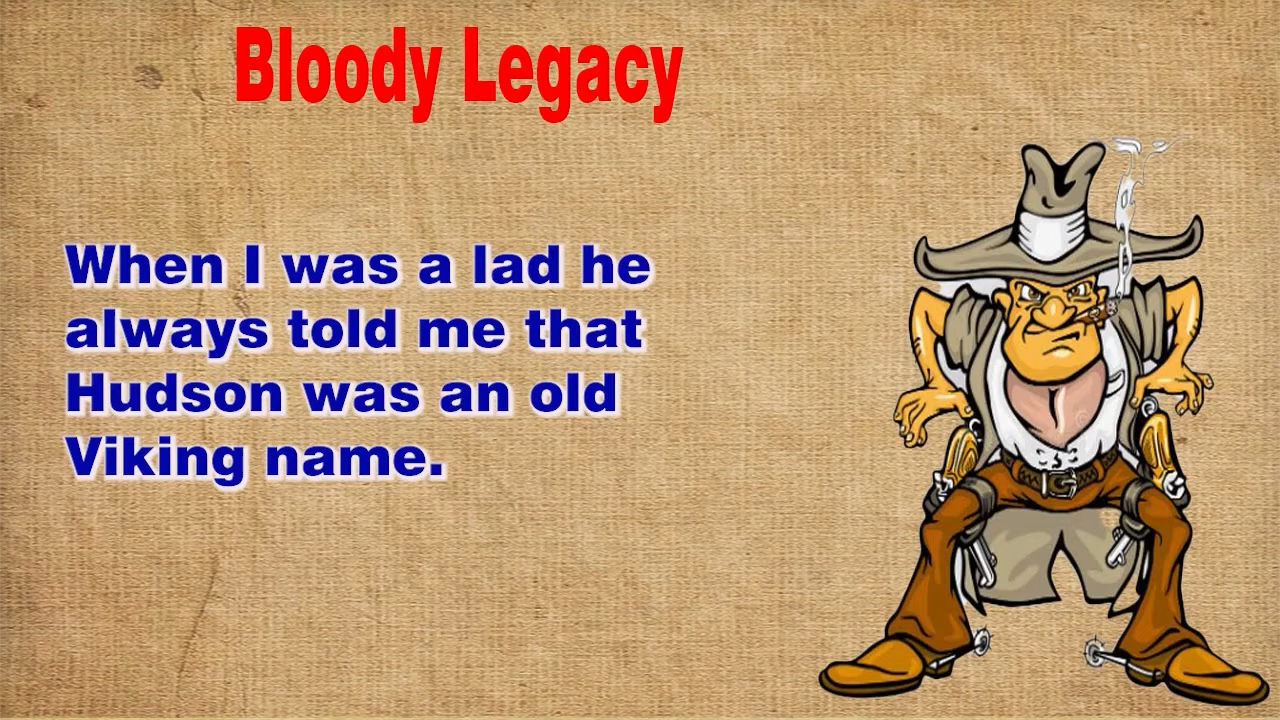 Bloody Legacy
When I was a lad he
always told me that
Hudson was an old
Viking name.